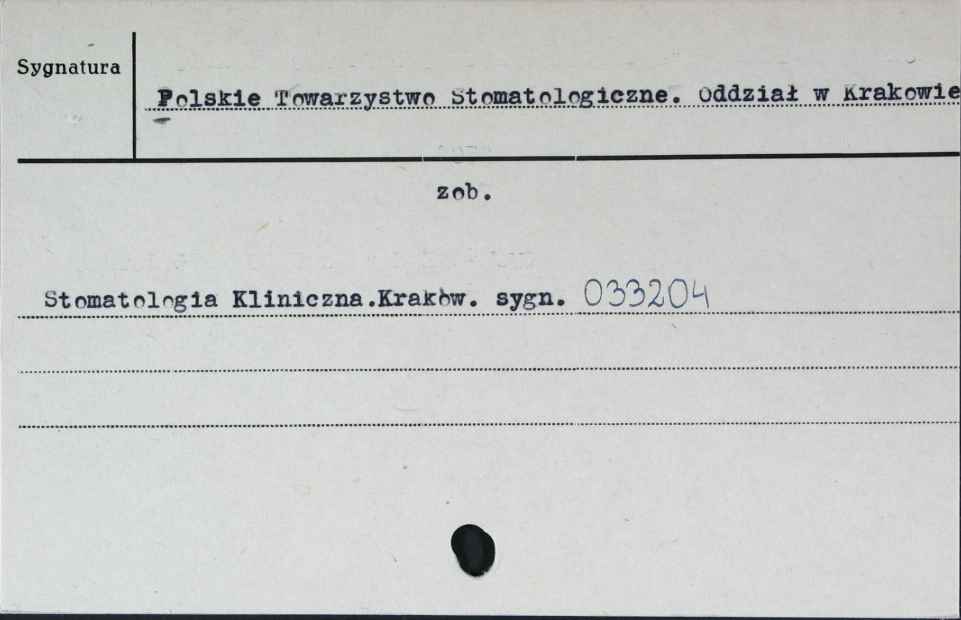 Sygnatura
Polskie Towarzystwo Stomatologiczne. Oddział w Krakowie
zob.
Stomatologia Kliniczna.Kraków. sygn. 033204